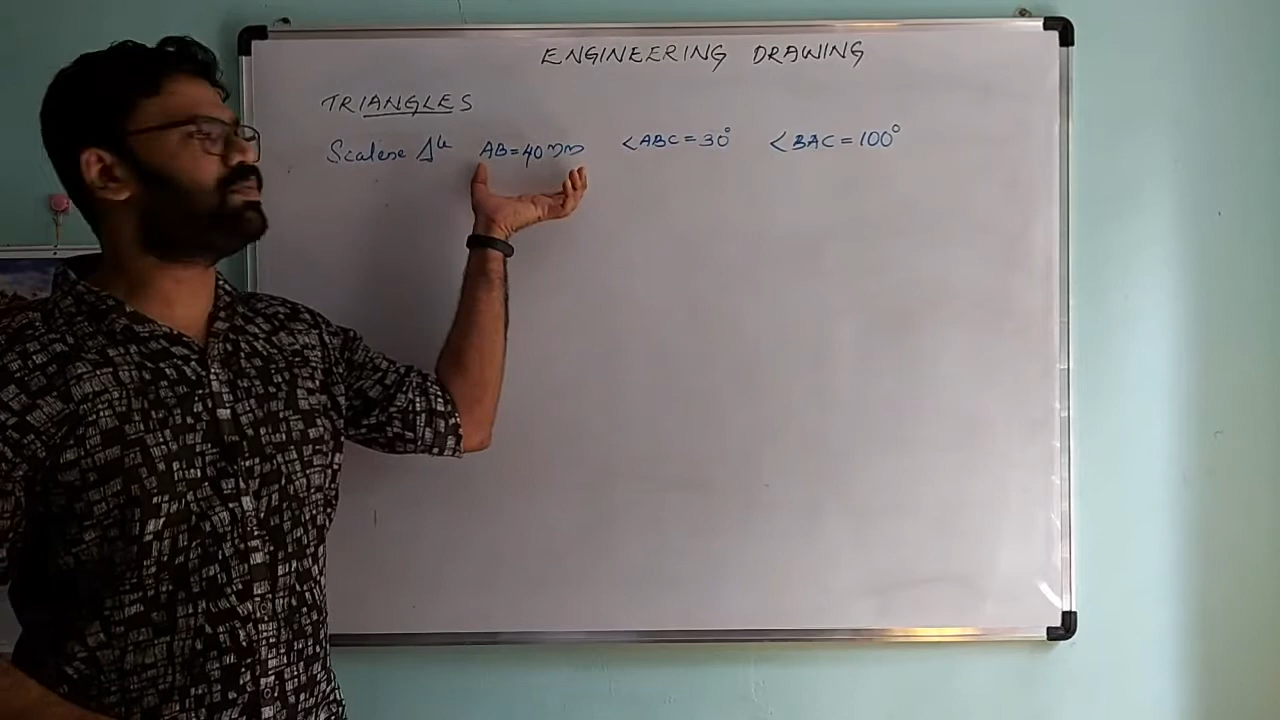 ENGINEERING DRAWING
TRIANGLES
Scalene Δle AB=40mm <ABC=30° <BAC=100°